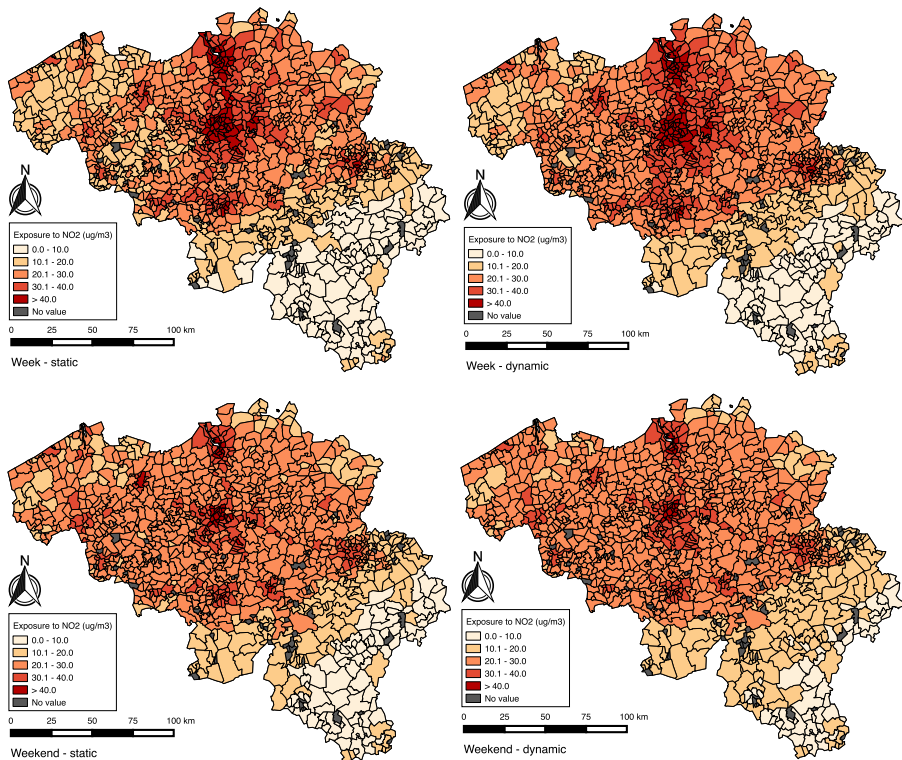 N
Exposure to NO2 (ug/m3)
0.0 - 10.0
10.1 - 20.0
20.1 - 30.0
30.1 - 40.0
> 40.0
No value
0 25 50 75 100 km
Week - static
N
Exposure to NO2 (ug/m3)
0.0 - 10.0
10.1 - 20.0
20.1 - 30.0
30.1 - 40.0
> 40.0
No value
0 25 50 75 100 km
Week - dynamic
N
Exposure to NO2 (ug/m3)
0.0 - 10.0
10.1 - 20.0
20.1 - 30.0
30.1 - 40.0
> 40.0
No value
0 25 50 75 100 km
Weekend - static
N
Exposure to NO2 (ug/m3)
0.0 - 10.0
10.1 - 20.0
20.1 - 30.0
30.1 - 40.0
> 40.0
No value
0 25 50 75 100 km
Weekend - dynamic